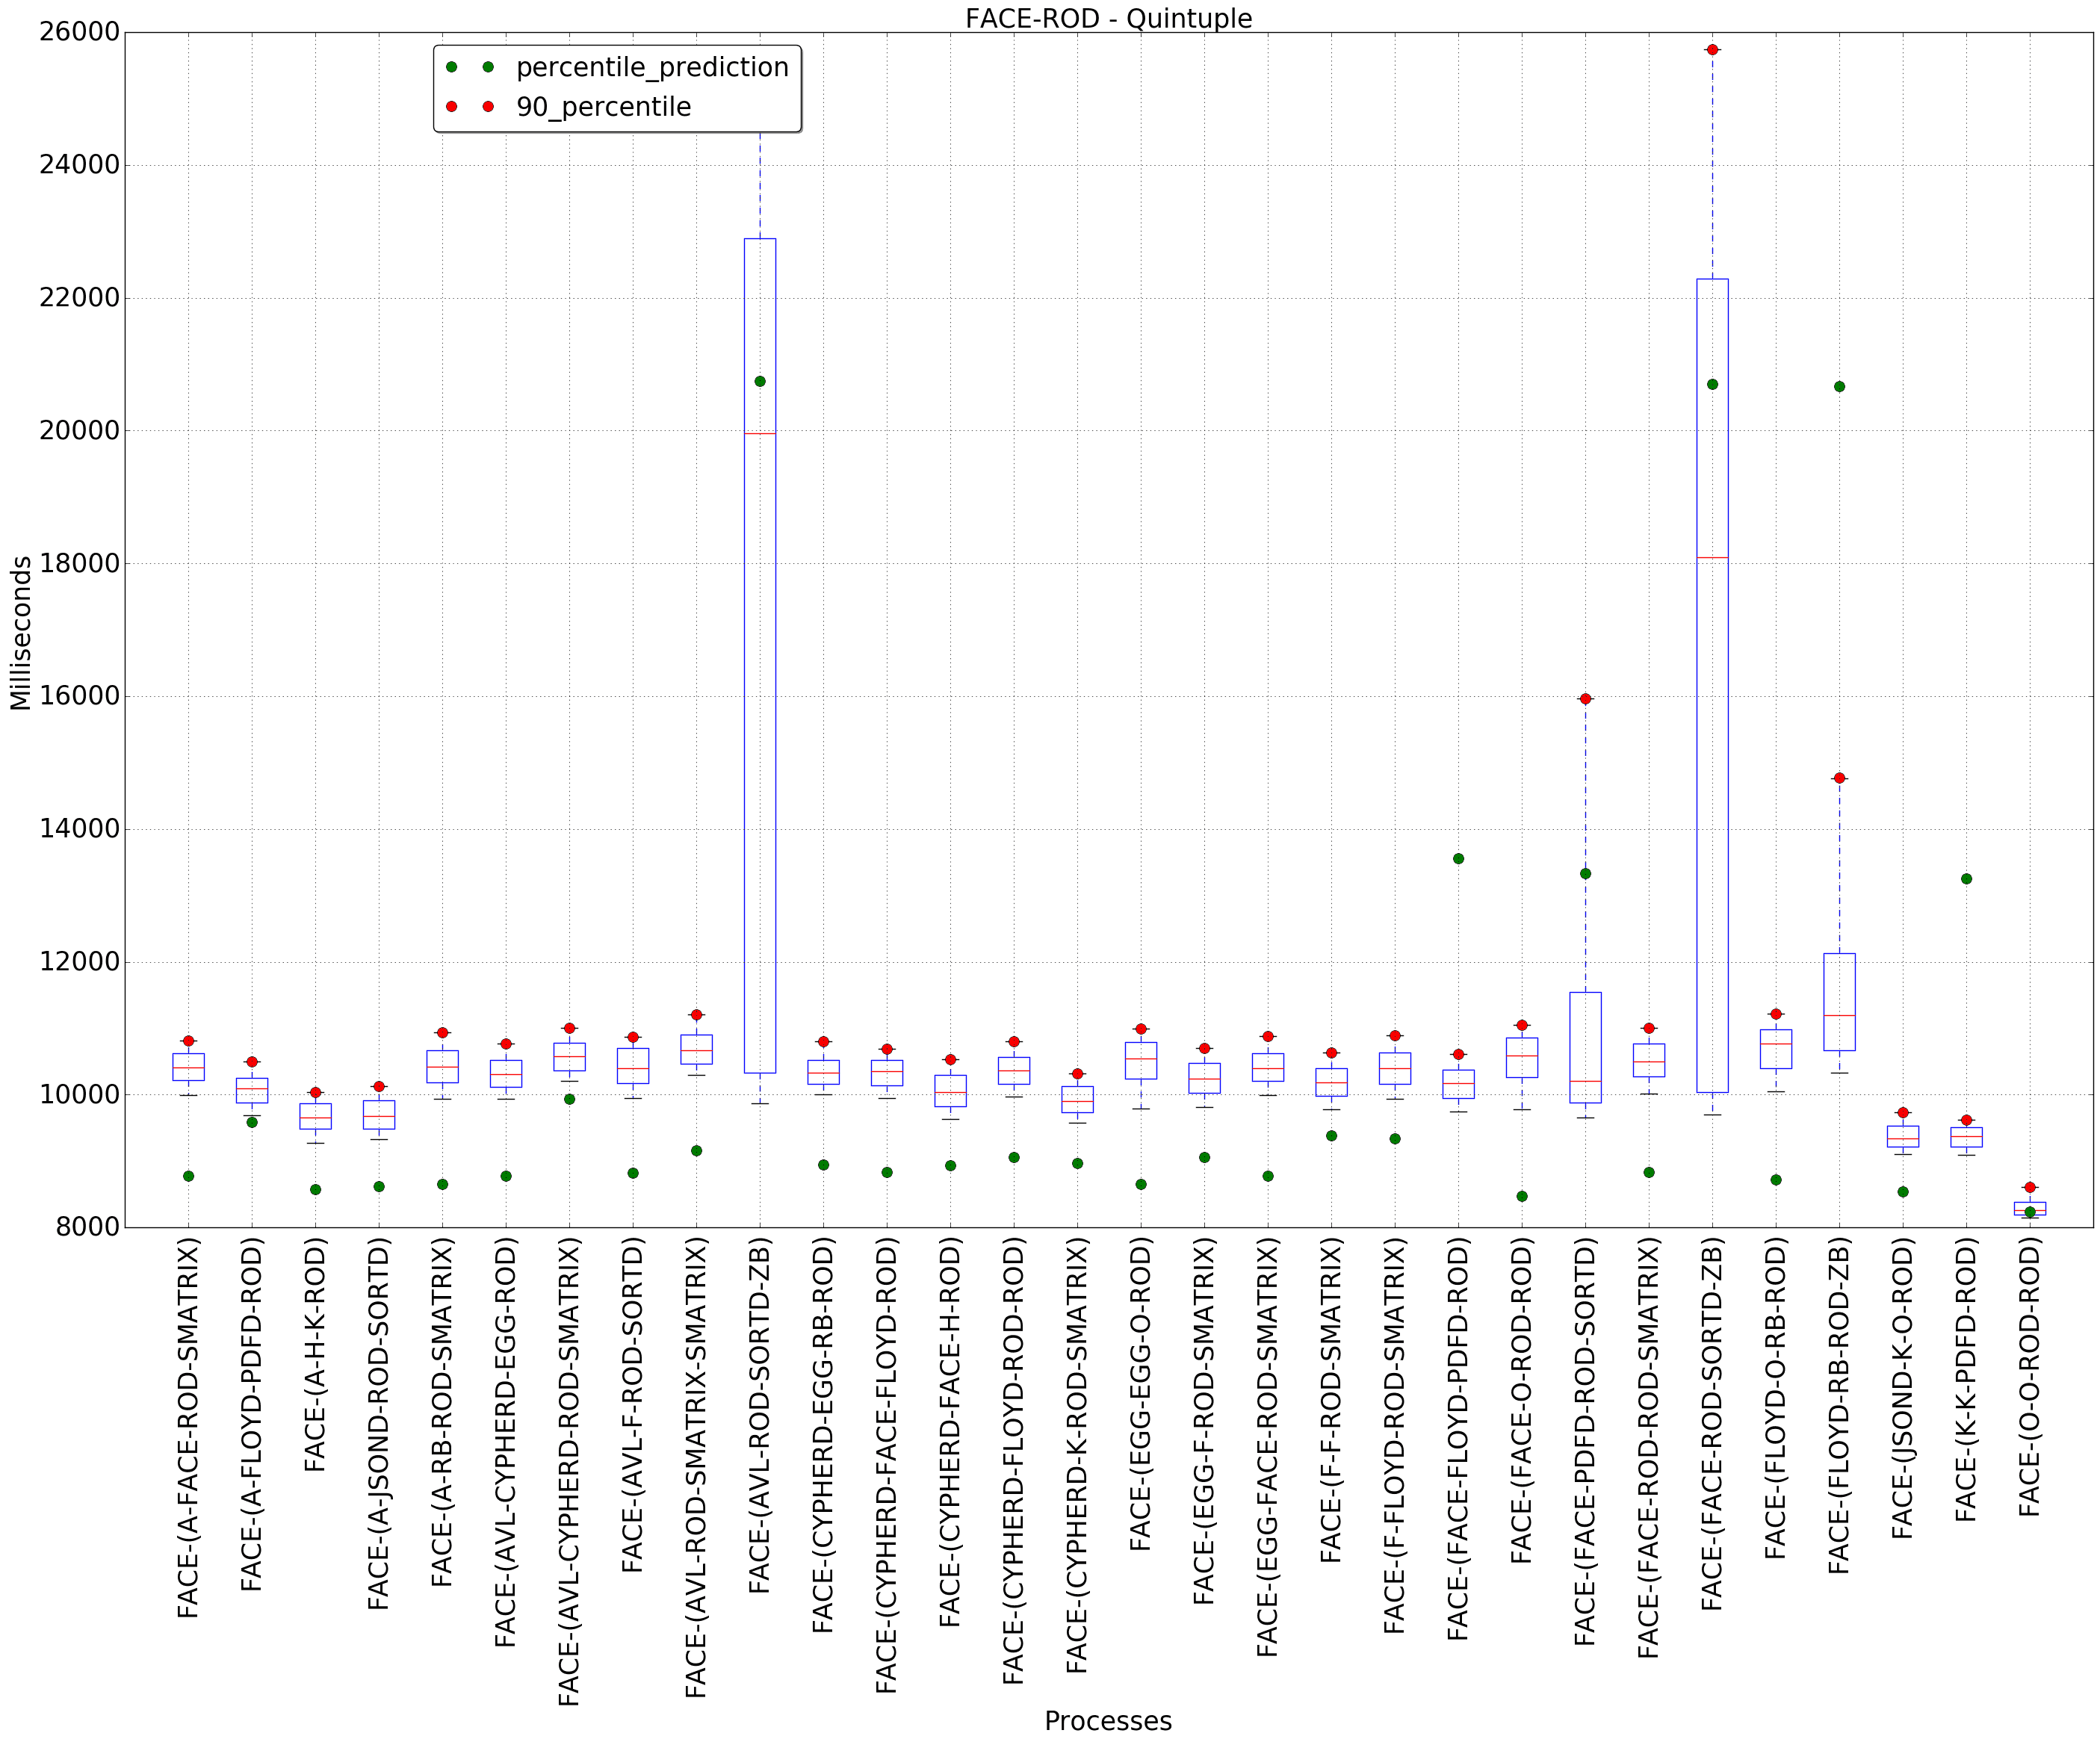 FACE-ROD - Quintuple
percentile_prediction
90_percentile
26000
24000
22000
20000
18000
16000
14000
12000
10000
8000
Milliseconds
FACE-(A-FACE-ROD-SMATRIX)
FACE-(A-FLOYD-PDFD-ROD)
FACE-(A-H-K-ROD)
FACE-(A-JSOND-ROD-SORTD)
FACE-(A-RB-ROD-SMATRIX)
FACE-(AVL-CYPHERD-EGG-ROD)
FACE-(AVL-CYPHERD-ROD-SMATRIX)
FACE-(AVL-F-ROD-SORTD)
FACE-(AVL-ROD-SMATRIX-SMATRIX)
FACE-(AVL-ROD-SORTD-ZB)
FACE-(CYPHERD-EGG-RB-ROD)
FACE-(CYPHERD-FACE-FLOYD-ROD)
FACE-(CYPHERD-FACE-H-ROD)
FACE-(CYPHERD-FLOYD-ROD-ROD)
FACE-(CYPHERD-K-ROD-SMATRIX)
FACE-(EGG-EGG-O-ROD)
FACE-(EGG-F-ROD-SMATRIX)
FACE-(EGG-FACE-ROD-SMATRIX)
FACE-(F-F-ROD-SMATRIX)
FACE-(F-FLOYD-ROD-SMATRIX)
FACE-(FACE-FLOYD-PDFD-ROD)
FACE-(FACE-O-ROD-ROD)
FACE-(FACE-PDFD-ROD-SORTD)
FACE-(FACE-ROD-ROD-SMATRIX)
FACE-(FACE-ROD-SORTD-ZB)
FACE-(FLOYD-O-RB-ROD)
FACE-(FLOYD-RB-ROD-ZB)
FACE-(JSOND-K-O-ROD)
FACE-(K-K-PDFD-ROD)
FACE-(O-O-ROD-ROD)
Processes